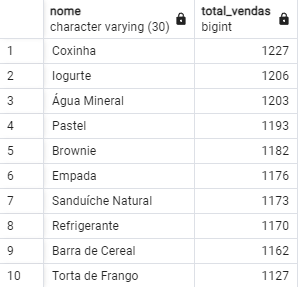 nome total_vendas
character varying (30) bigint
1 Coxinha 1227
2 Iogurte 1206
3 Água Mineral 1203
4 Pastel 1193
5 Brownie 1182
6 Empada 1176
7 Sanduíche Natural 1173
8 Refrigerante 1170
9 Barra de Cereal 1162
10 Torta de Frango 1127